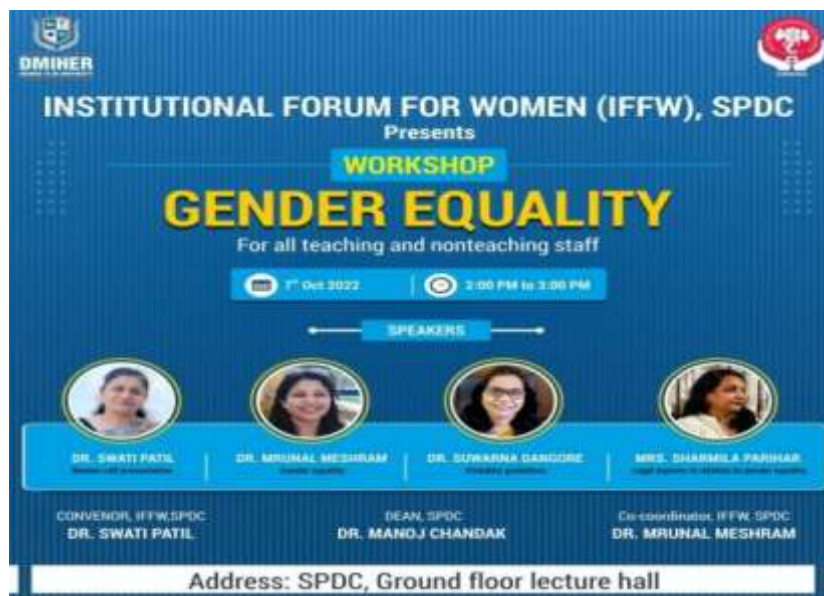 DMIHER
INSTITUTIONAL FORUM FOR WOMEN (IFFW), SPDC
Presents
WORKSHOP
GENDER EQUALITY
For all teaching and nonteaching staff
7th Oct 2022
2:00 PM to 3:00 PM
SPEAKERS
DR. SWATI PATIL
DR. MRUNAL MESHRAM
Gender equality
DR. SUWARNA DANGORE
MRS. SHARMILA PARIHAR
CONVENOR, IFFW,SPDC
DR. SWATI PATIL
DEAN, SPDC
DR. MANOJ CHANDAK
Co-coordinator, IFFW, SPDC
DR. MRUNAL MESHRAM
Address: SPDC, Ground floor lecture hall